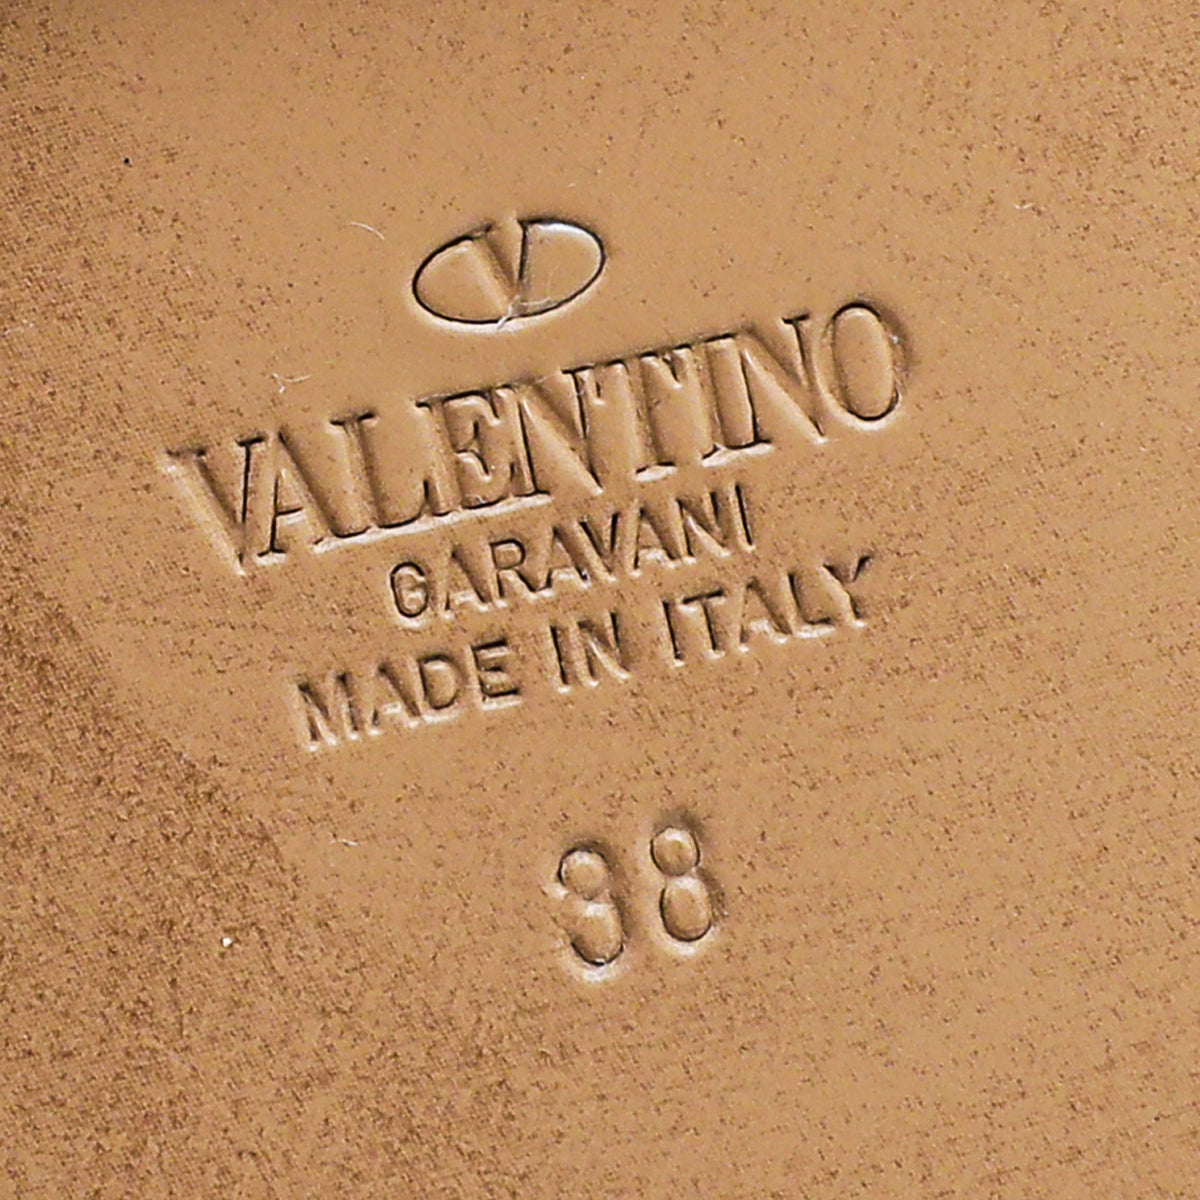 V
VALENTINO
GARAVANI
MADE IN ITALY
38